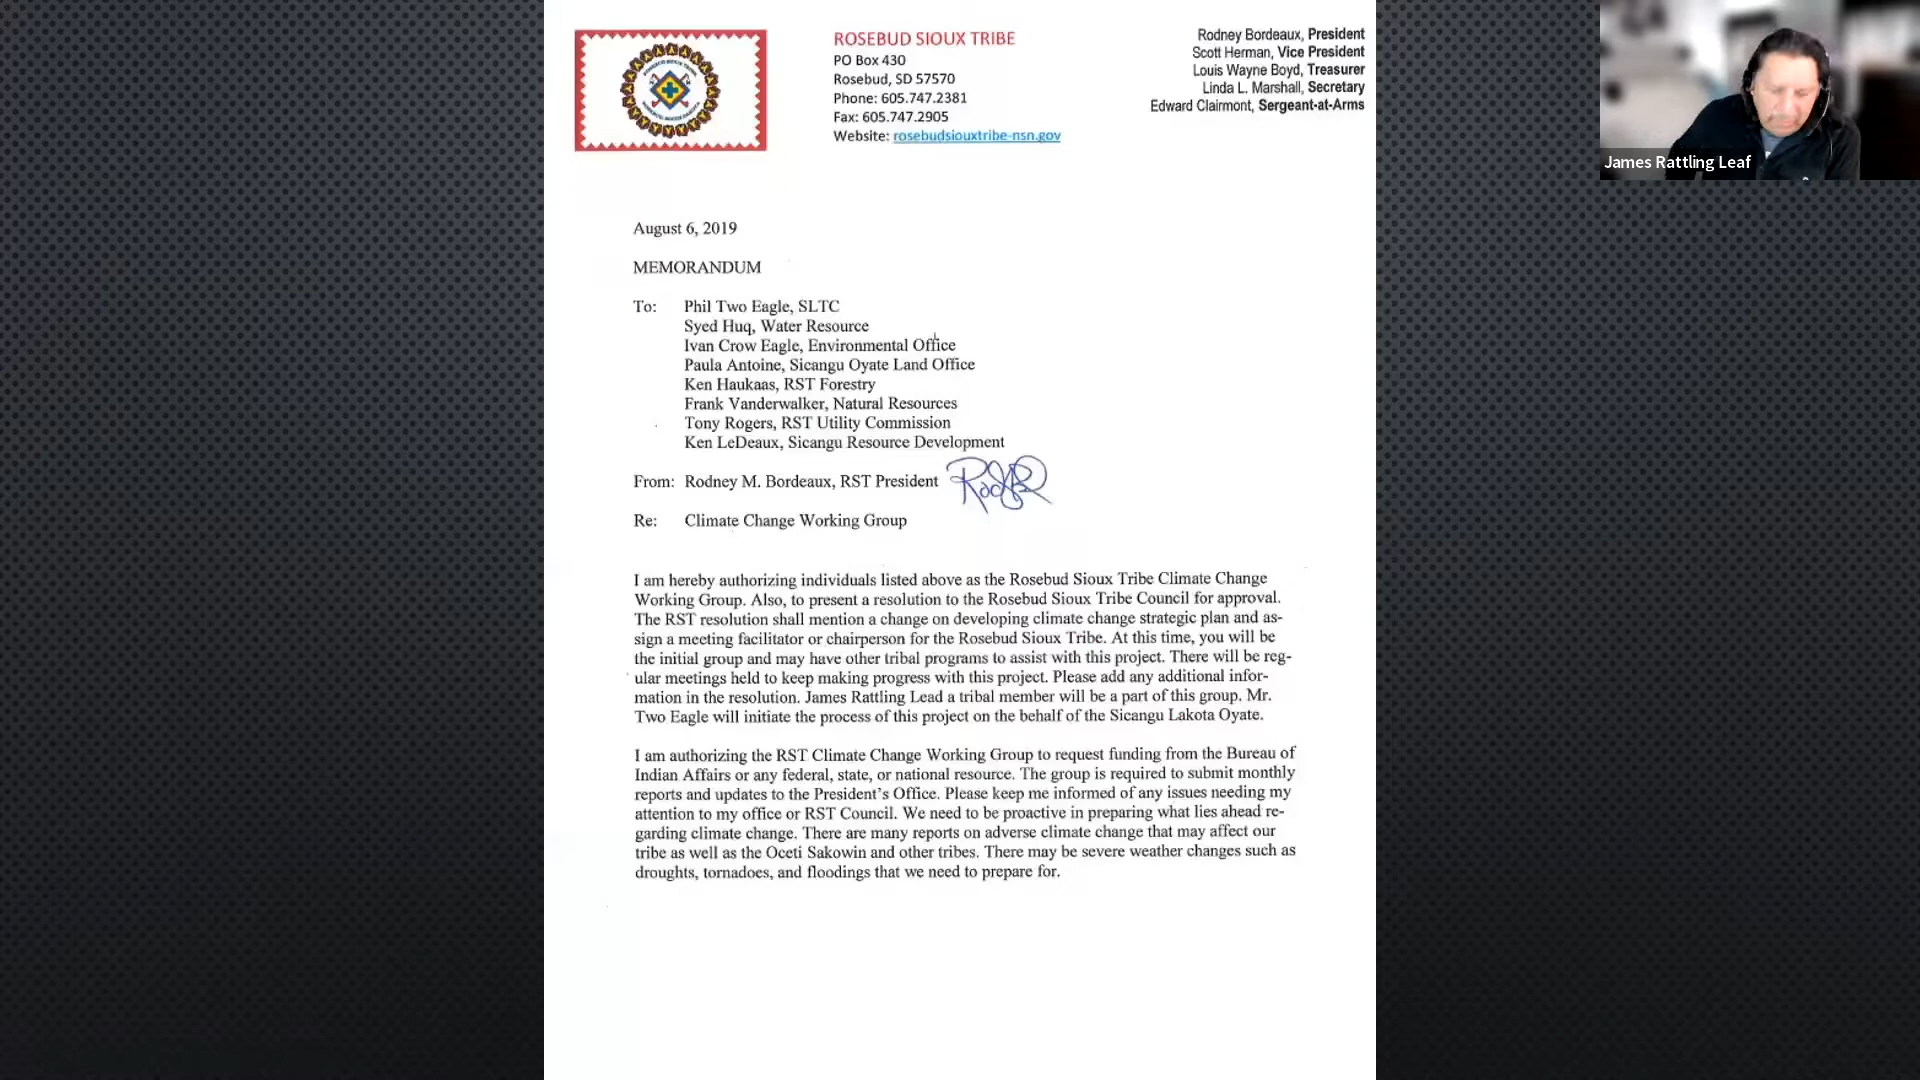 ROSEBUD SIOUX TRIBE
PO Box 430
Rosebud, SD 57570
Phone: 605.747.2381
Fax: 605.747.2905
Website: rosebudsiouxtribe-nsn.gov
Rodney Bordeaux, President
Scott Herman, Vice President
Louis Wayne Boyd, Treasurer
Linda L. Marshall, Secretary
Edward Clairmont, Sergeant-at-Arms
James Rattling Leaf
August 6, 2019
MEMORANDUM
To: Phil Two Eagle, SLTC
Syed Huq, Water Resource
Ivan Crow Eagle, Environmental Office
Paula Antoine, Sicangu Oyate Land Office
Ken Haukaas, RST Forestry
Frank Vanderwalker, Natural Resources
Tony Rogers, RST Utility Commission
Ken LeDeaux, Sicangu Resource Development
From: Rodney M. Bordeaux, RST President
Re: Climate Change Working Group
I am hereby authorizing individuals listed above as the Rosebud Sioux Tribe Climate Change
Working Group. Also, to present a resolution to the Rosebud Sioux Tribe Council for approval.
The RST resolution shall mention a change on developing climate change strategic plan and as-
sign a meeting facilitator or chairperson for the Rosebud Sioux Tribe. At this time, you will be
the initial group and may have other tribal programs to assist with this project. There will be reg-
ular meetings held to keep making progress with this project. Please add any additional infor-
mation in the resolution. James Rattling Lead a tribal member will be a part of this group. Mr.
Two Eagle will initiate the process of this project on the behalf of the Sicangu Lakota Oyate.
I am authorizing the RST Climate Change Working Group to request funding from the Bureau of
Indian Affairs or any federal, state, or national resource. The group is required to submit monthly
reports and updates to the President's Office. Please keep me informed of any issues needing my
attention to my office or RST Council. We need to be proactive in preparing what lies ahead re-
garding climate change. There are many reports on adverse climate change that may affect our
tribe as well as the Oceti Sakowin and other tribes. There may be severe weather changes such as
droughts, tornadoes, and floodings that we need to prepare for.